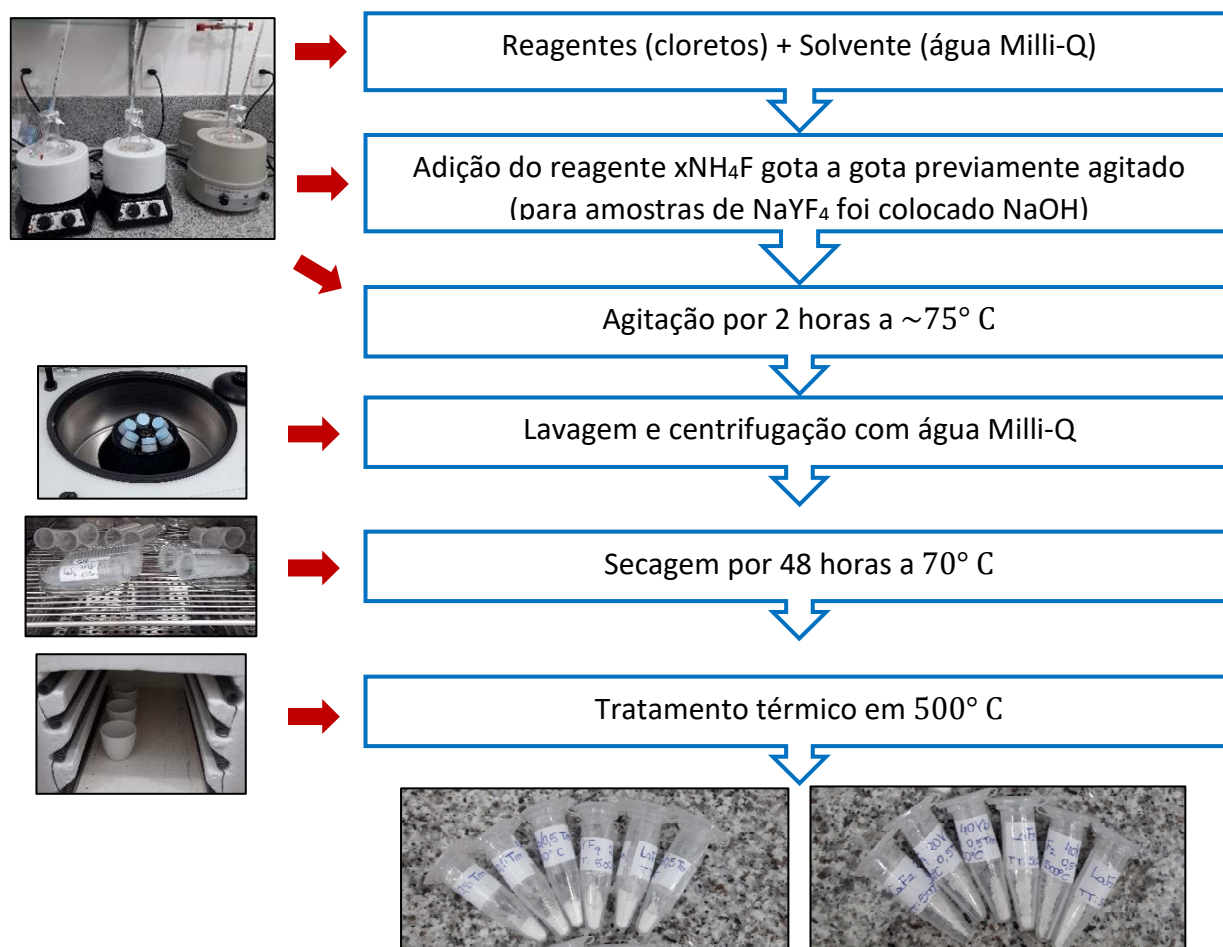 Reagentes (cloretos) + Solvente (água Milli-Q)
Adição do reagente xNH₄F gota a gota previamente agitado
(para amostras de NaYF₄ foi colocado NaOH)
Agitação por 2 horas a ~75° C
Lavagem e centrifugação com água Milli-Q
Secagem por 48 horas a 70° C
Tratamento térmico em 500° C